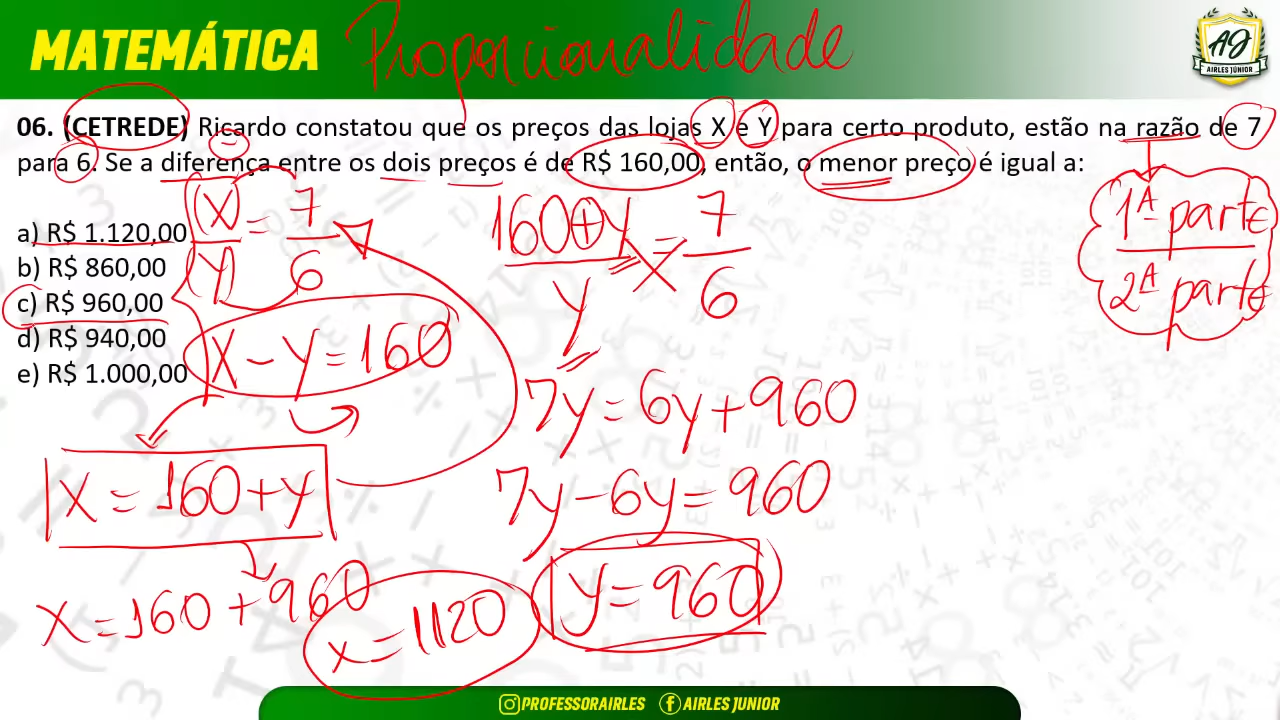 MATEMÁTICA Proporcionalidade
AJ
AIRLES JÚNIOR
06. (CETREDE) Ricardo constatou que os preços das lojas X e Y para certo produto, estão na razão de 7
para 6. Se a diferença entre os dois preços é de R$ 160,00, então, o menor preço é igual a:
a) R$ 1.120,00
b) R$ 860,00
c) R$ 960,00
d) R$ 940,00
e) R$ 1.000,00
X/Y = 7/6
X - Y = 160
X = 160 + y
X = 160 + 960
x = 1120
160 + y / y = 7/6
7y = 6y + 960
7y - 6y = 960
y = 960
1ª parte
2ª parte
PROFESSORAIRLES AIRLES JUNIOR